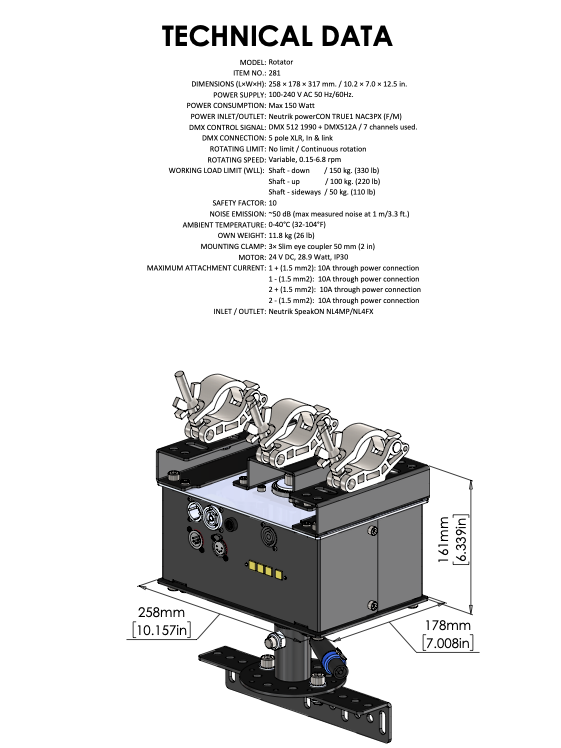 TECHNICAL DATA
MODEL: Rotator
ITEM NO.: 281
DIMENSIONS (L×W×H): 258 × 178 × 317 mm. / 10.2 × 7.0 × 12.5 in.
POWER SUPPLY: 100-240 V AC 50 Hz/60Hz.
POWER CONSUMPTION: Max 150 Watt
POWER INLET/OUTLET: Neutrik powerCON TRUE1 NAC3PX (F/M)
DMX CONTROL SIGNAL: DMX 512 1990 + DMX512A / 7 channels used.
DMX CONNECTION: 5 pole XLR, In & link
ROTATING LIMIT: No limit / Continuous rotation
ROTATING SPEED: Variable, 0.15-6.8 rpm
WORKING LOAD LIMIT (WLL): Shaft - down / 150 kg. (330 lb)
Shaft - up / 100 kg. (220 lb)
Shaft - sideways / 50 kg. (110 lb)
SAFETY FACTOR: 10
NOISE EMISSION: ~50 dB (max measured noise at 1 m/3.3 ft.)
AMBIENT TEMPERATURE: 0-40°C (32-104°F)
OWN WEIGHT: 11.8 kg (26 lb)
MOUNTING CLAMP: 3× Slim eye coupler 50 mm (2 in)
MOTOR: 24 V DC, 28.9 Watt, IP30
MAXIMUM ATTACHMENT CURRENT: 1 + (1.5 mm2): 10A through power connection
1 - (1.5 mm2): 10A through power connection
2 + (1.5 mm2): 10A through power connection
2 - (1.5 mm2): 10A through power connection
INLET / OUTLET: Neutrik SpeakON NL4MP/NL4FX
161mm
[6.339in]
258mm
[10.157in]
178mm
[7.008in]